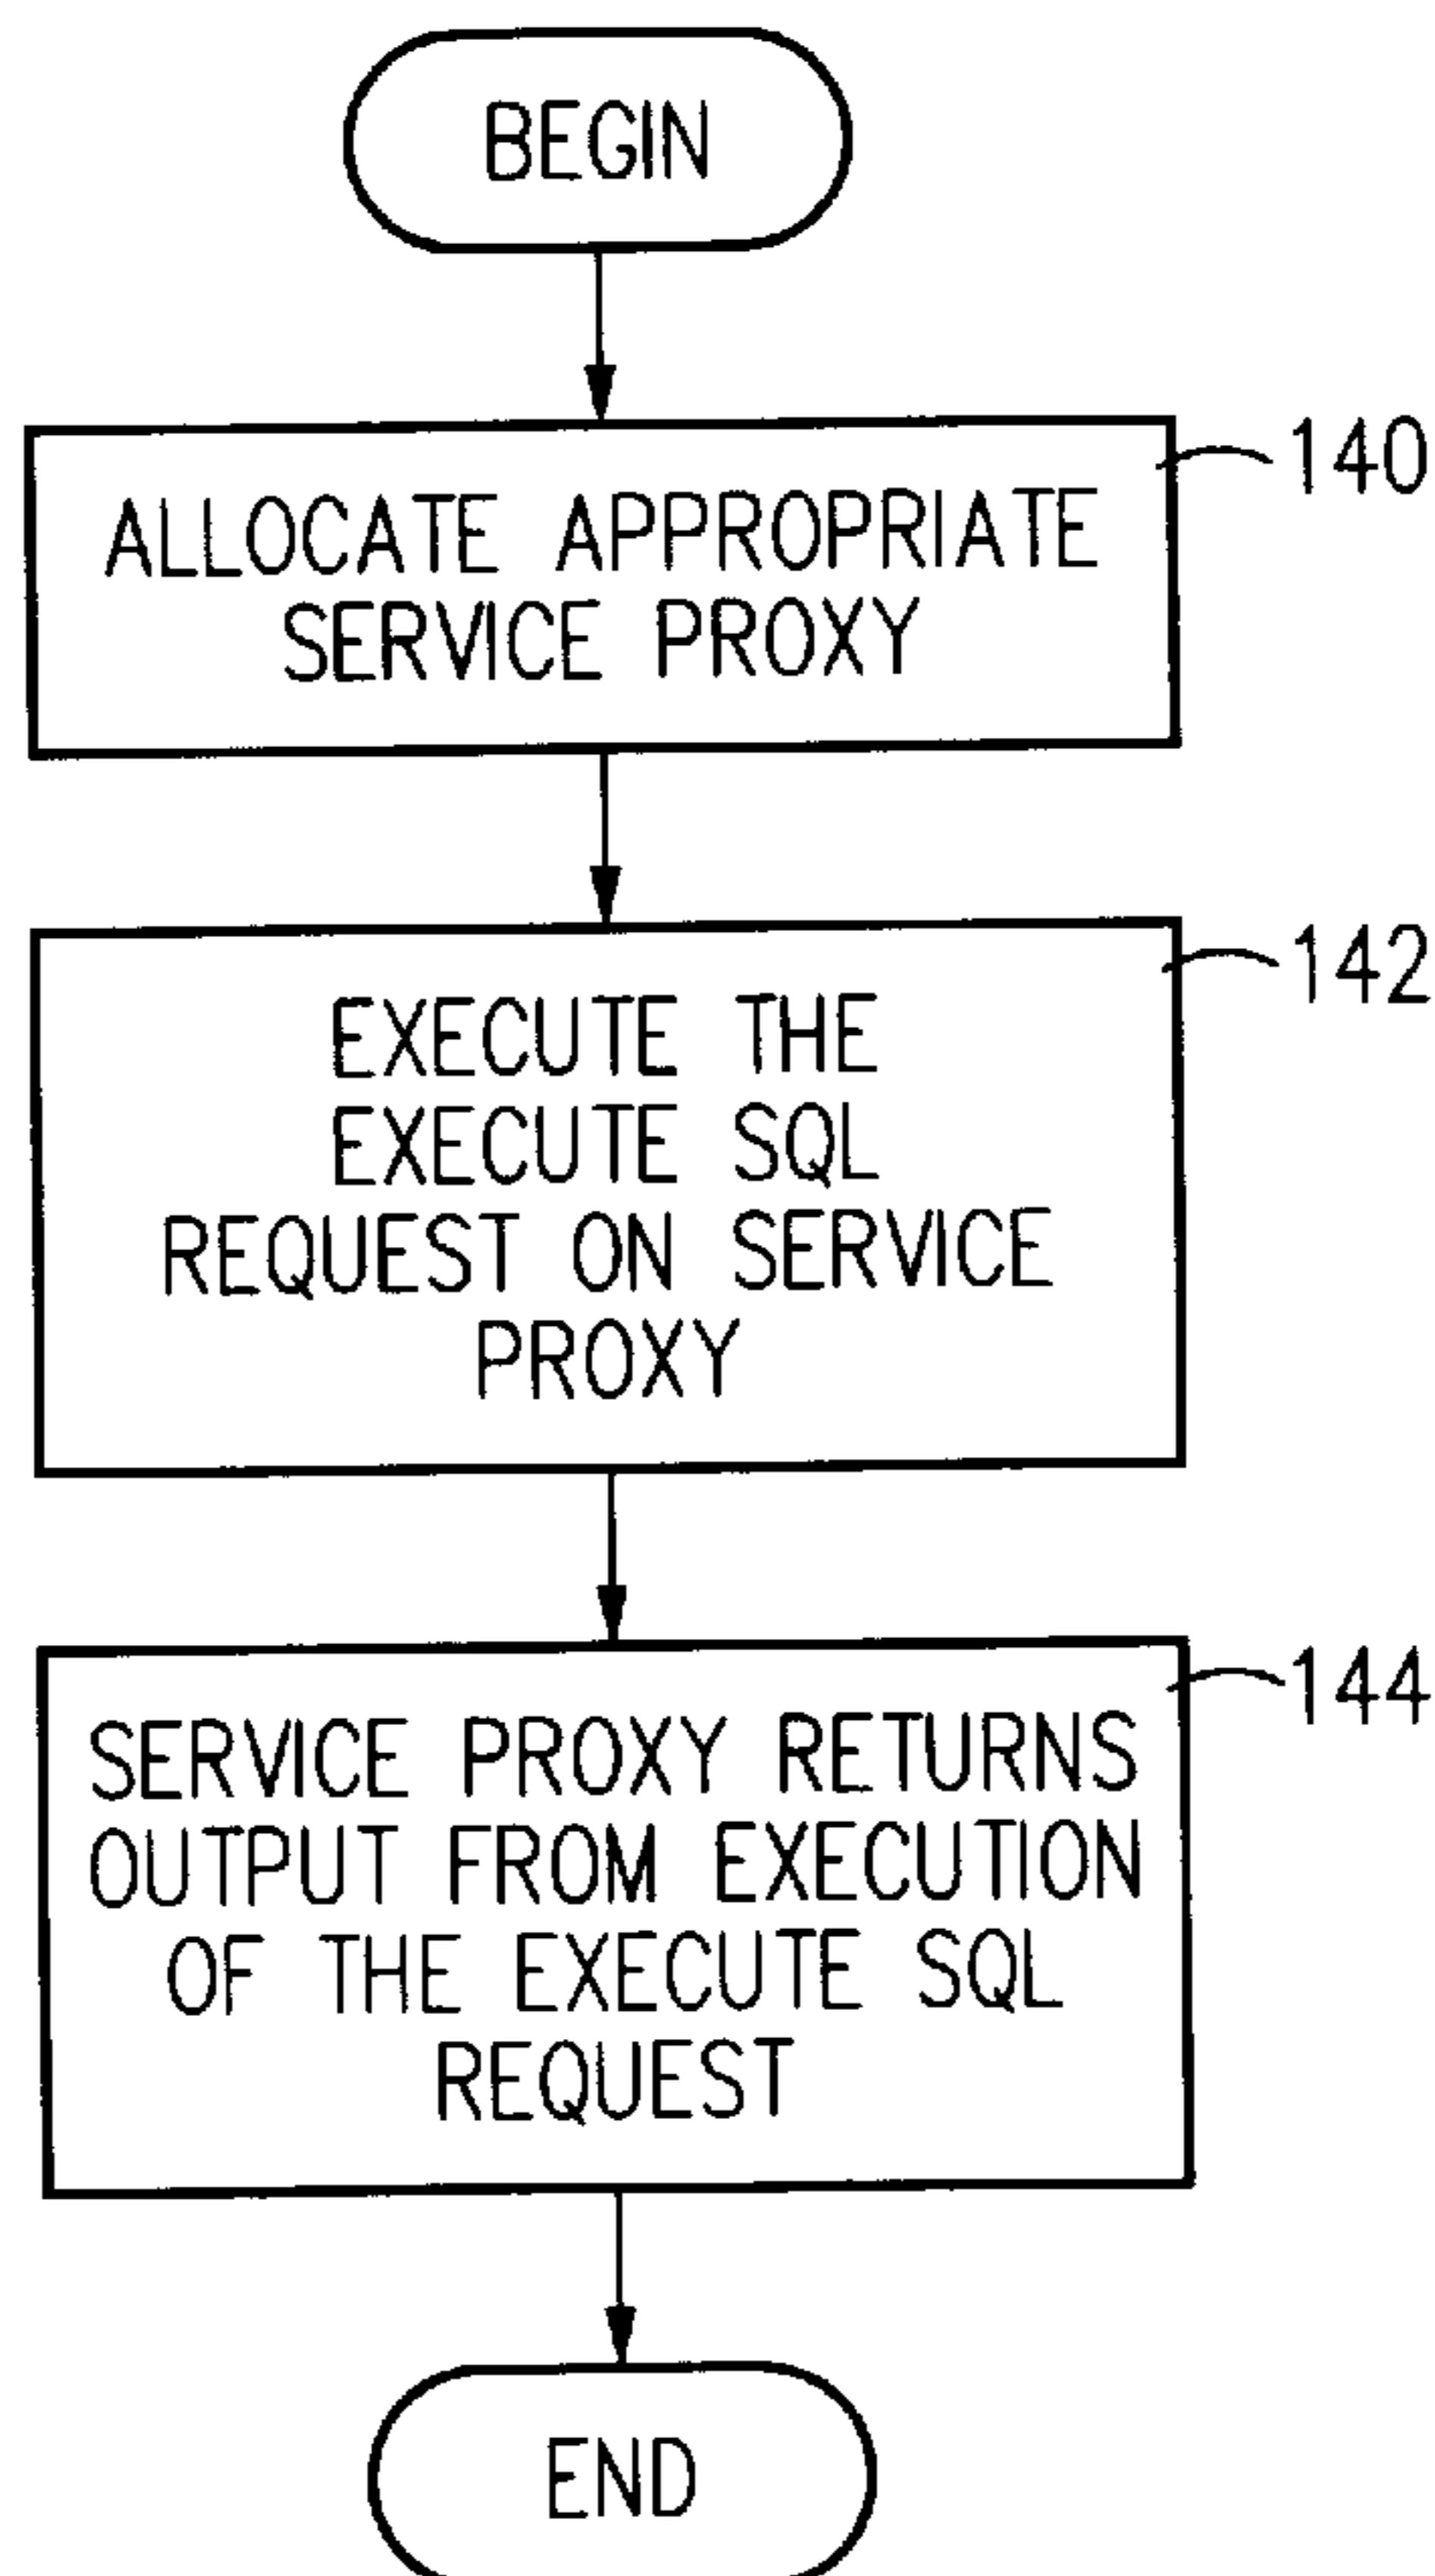 BEGIN
140
ALLOCATE APPROPRIATE
SERVICE PROXY
142
EXECUTE THE
EXECUTE SQL
REQUEST ON SERVICE
PROXY
144
SERVICE PROXY RETURNS
OUTPUT FROM EXECUTION
OF THE EXECUTE SQL
REQUEST
END